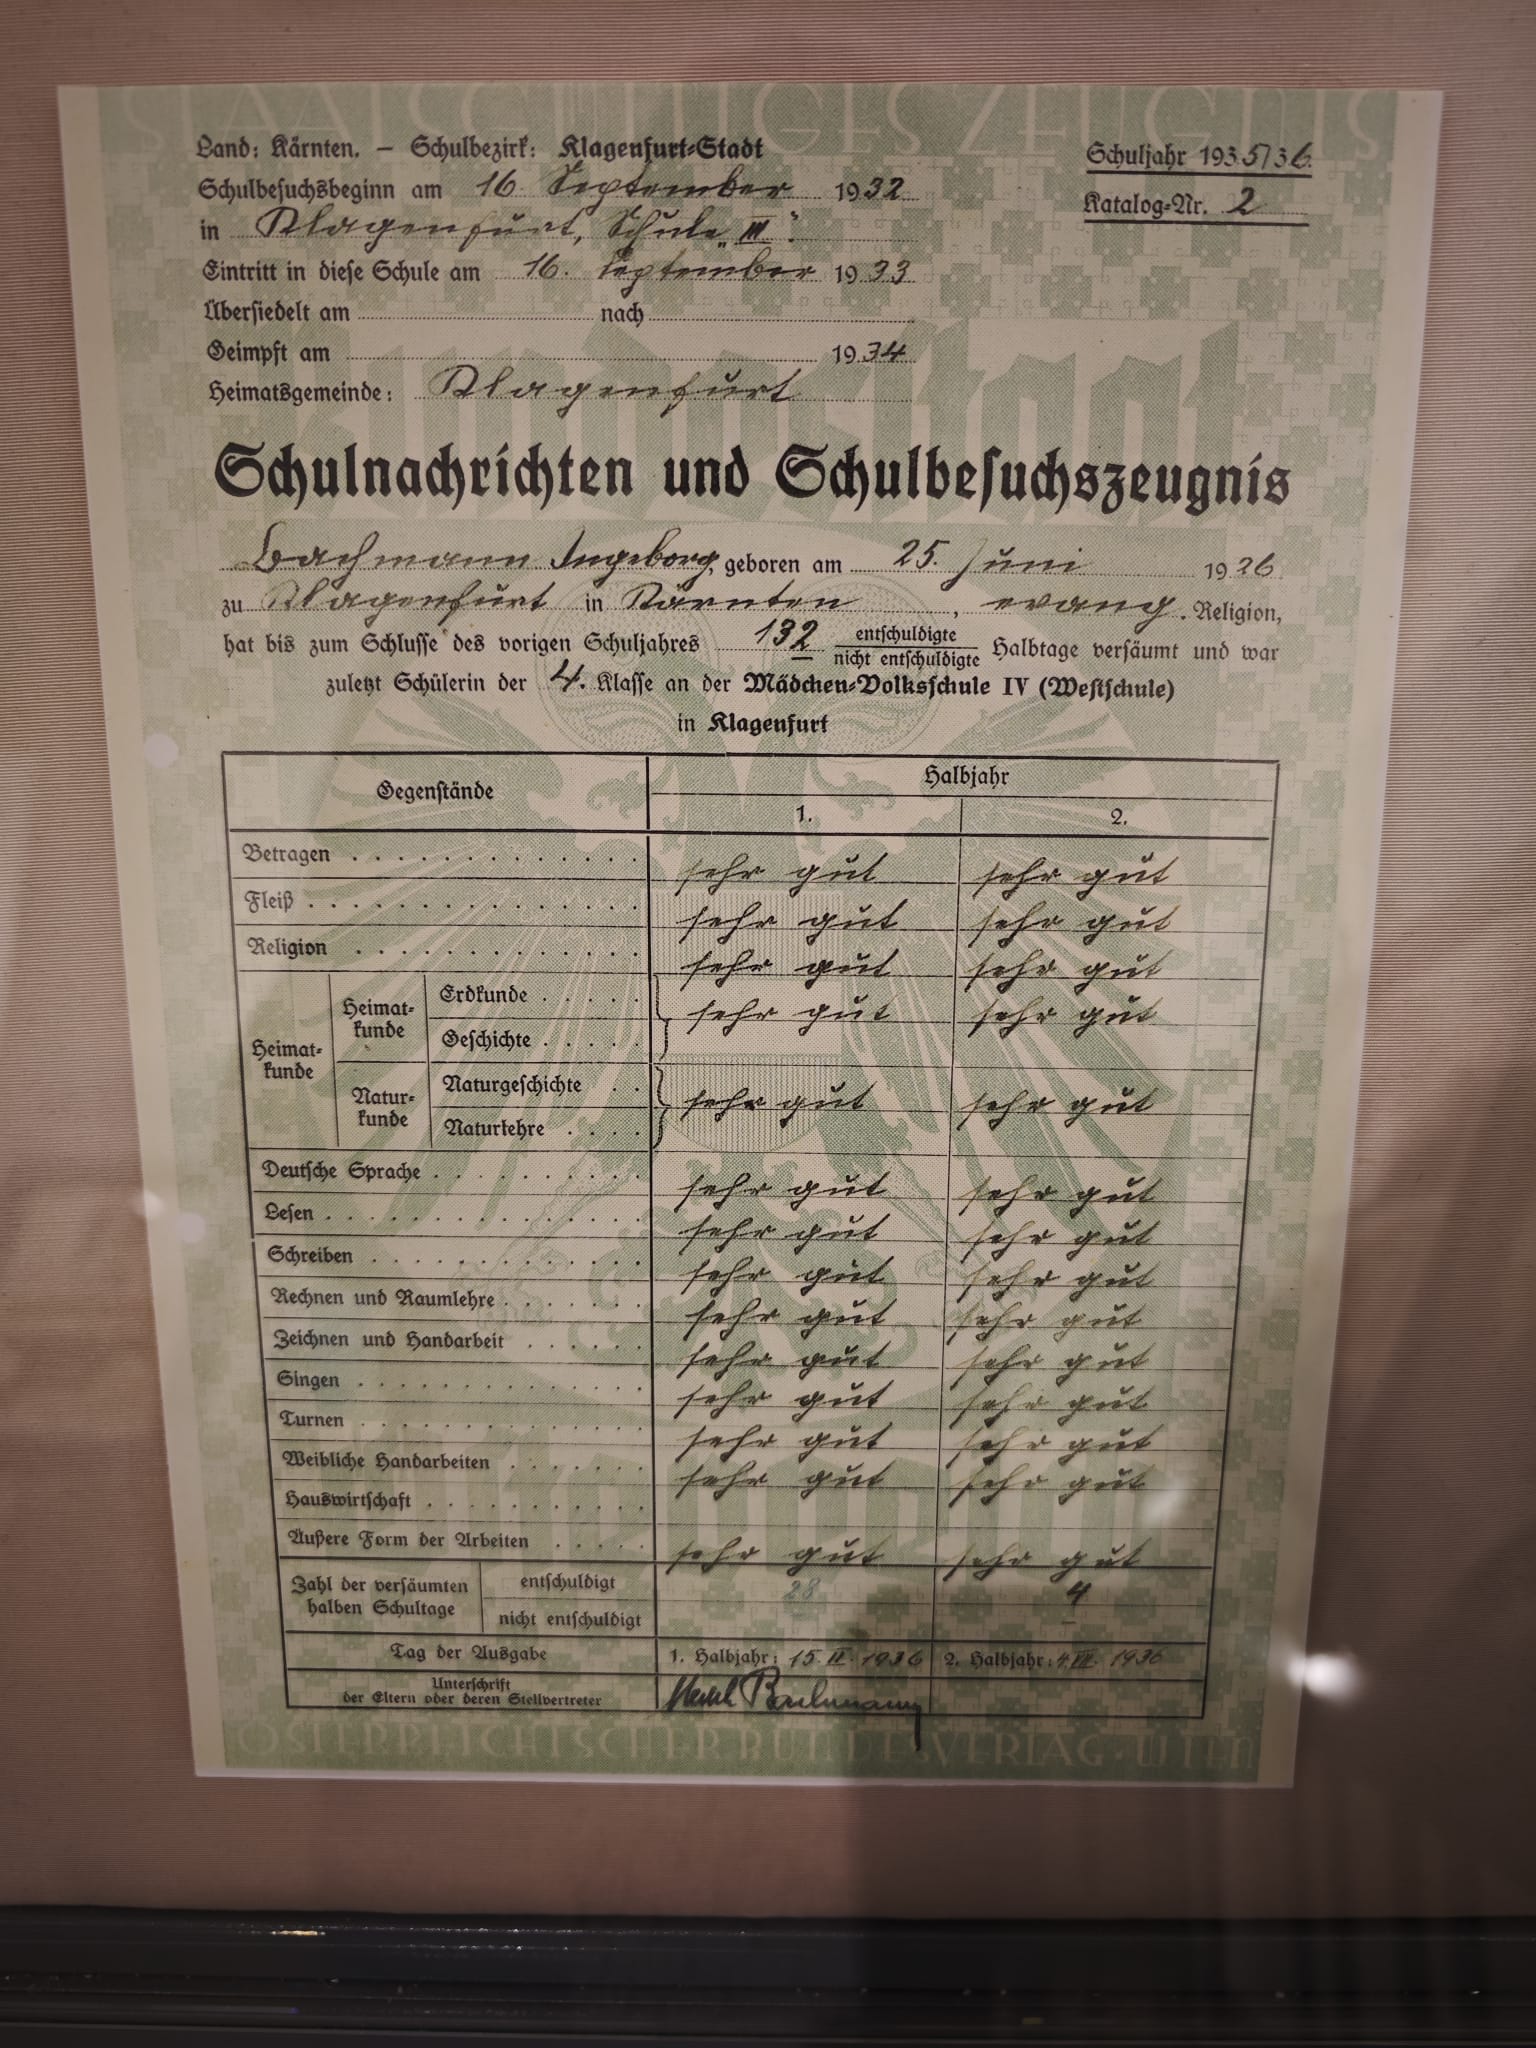 STAATSGÜLTIGES ZEUGNIS
Land: Kärnten. — Schulbezirk: Klagenfurt-Stadt
Schuljahr 1935/36.
Schulbesuchsbeginn am 16. September 1932
Katalog-Nr. 2
in Klagenfurt, Schule „III“.
Eintritt in diese Schule am 16. September 1933
Übersiedelt am nach
Geimpft am 1934
Heimatsgemeinde: Klagenfurt
Schulnachrichten und Schulbesuchszeugnis
Bachmann Ingeborg, geboren am 25. Juni 1926
zu Klagenfurt in Kärnten, evang. Religion,
hat bis zum Schlusse des vorigen Schuljahres 132 entschuldigte / nicht entschuldigte Halbtage versäumt und war
zuletzt Schülerin der 4. Klasse an der Mädchen-Volksschule IV (Westschule)
in Klagenfurt
Gegenstände Halbjahr
1. 2.
Betragen sehr gut sehr gut
Fleiß sehr gut sehr gut
Religion sehr gut sehr gut
Heimatkunde Heimatkunde Erdkunde sehr gut sehr gut
Geschichte
Naturkunde Naturgeschichte sehr gut sehr gut
Naturlehre
Deutsche Sprache sehr gut sehr gut
Lesen sehr gut sehr gut
Schreiben sehr gut sehr gut
Rechnen und Raumlehre sehr gut sehr gut
Zeichnen und Handarbeit sehr gut sehr gut
Singen sehr gut sehr gut
Turnen sehr gut sehr gut
Weibliche Handarbeiten sehr gut sehr gut
Hauswirtschaft
Äußere Form der Arbeiten sehr gut sehr gut
Zahl der versäumten halben Schultage entschuldigt 28 4
nicht entschuldigt –
Tag der Ausgabe 1. Halbjahr: 15. II. 1936 2. Halbjahr: 4. VII. 1936
Unterschrift
der Eltern oder deren Stellvertreter Bachmann
ÖSTERREICHISCHER BUNDESVERLAG · WIEN